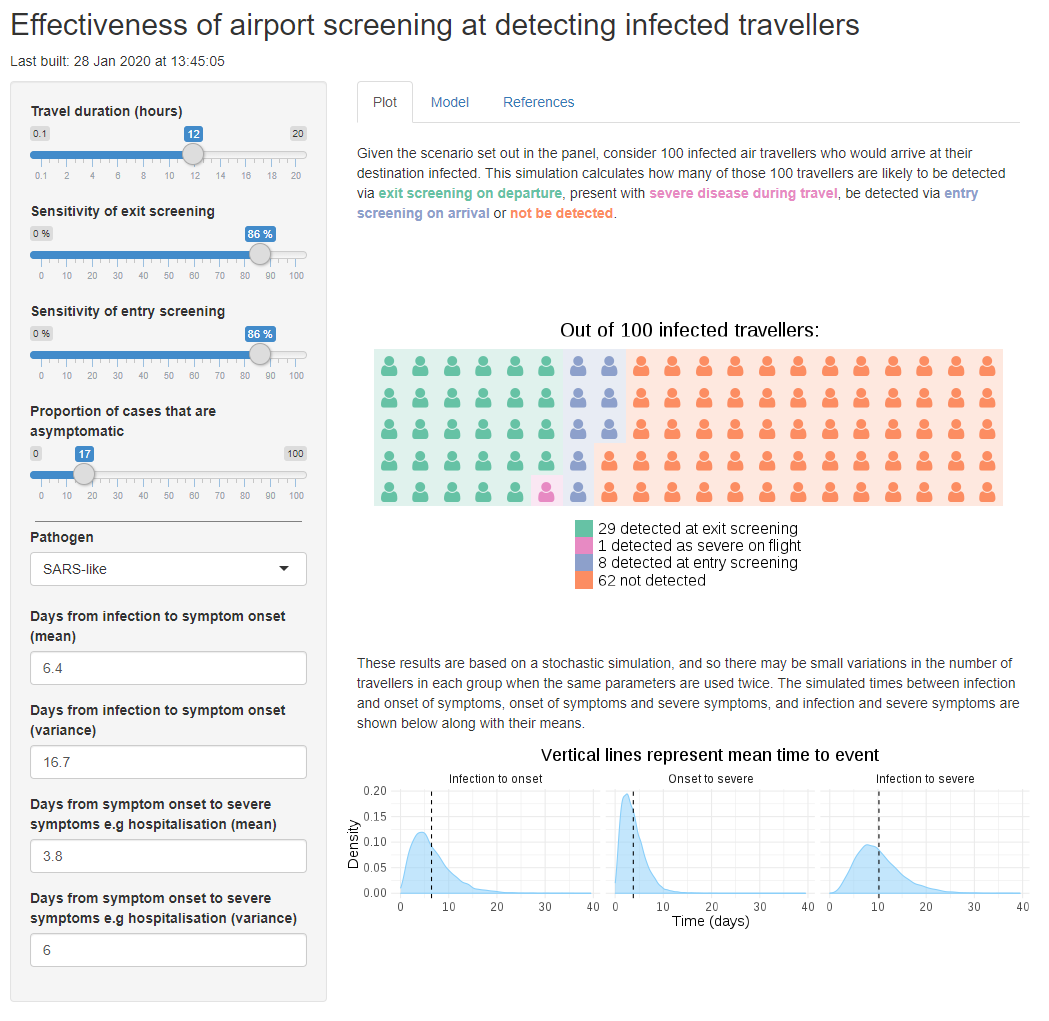 Effectiveness of airport screening at detecting infected travellers
Last built: 28 Jan 2020 at 13:45:05
Travel duration (hours)
0.1 12 20
0.1 2 4 6 8 10 12 14 16 18 20
Sensitivity of exit screening
0 % 86 %
0 10 20 30 40 50 60 70 80 90 100
Sensitivity of entry screening
0 % 86 %
0 10 20 30 40 50 60 70 80 90 100
Proportion of cases that are
asymptomatic
0 17 100
0 10 20 30 40 50 60 70 80 90 100
Pathogen
SARS-like
Days from infection to symptom onset
(mean)
6.4
Days from infection to symptom onset
(variance)
16.7
Days from symptom onset to severe
symptoms e.g hospitalisation (mean)
3.8
Days from symptom onset to severe
symptoms e.g hospitalisation (variance)
6
Plot Model References
Given the scenario set out in the panel, consider 100 infected air travellers who would arrive at their
destination infected. This simulation calculates how many of those 100 travellers are likely to be detected
via exit screening on departure, present with severe disease during travel, be detected via entry
screening on arrival or not be detected.
Out of 100 infected travellers:
29 detected at exit screening
1 detected as severe on flight
8 detected at entry screening
62 not detected
These results are based on a stochastic simulation, and so there may be small variations in the number of
travellers in each group when the same parameters are used twice. The simulated times between infection
and onset of symptoms, onset of symptoms and severe symptoms, and infection and severe symptoms are
shown below along with their means.
Vertical lines represent mean time to event
Infection to onset Onset to severe Infection to severe
Density
0.20
0.15
0.10
0.05
0.00
0 10 20 30 40 0 10 20 30 40 0 10 20 30 40
Time (days)